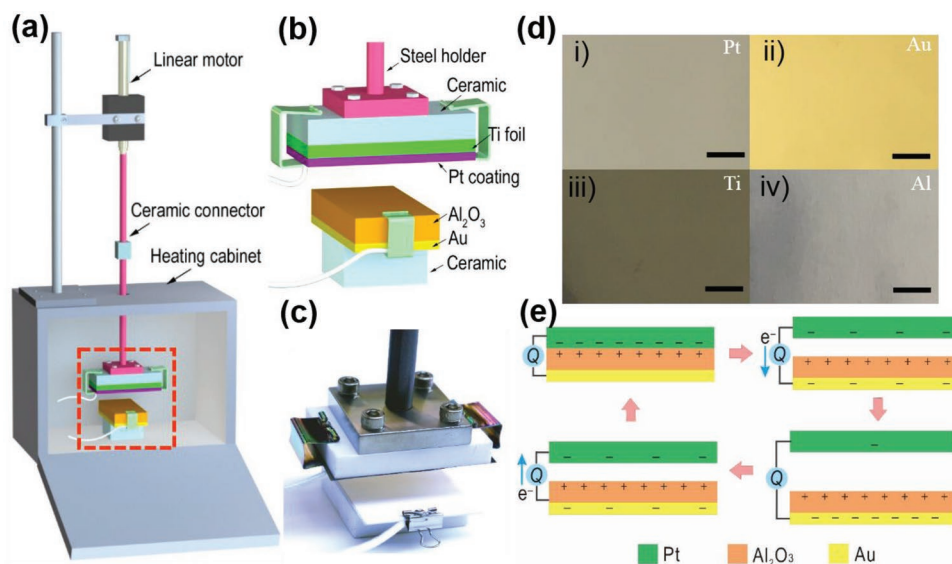 (a)
Linear motor
Ceramic connector
Heating cabinet
(b)
Steel holder
Ceramic
Ti foil
Pt coating
Al₂O₃
Au
Ceramic
(c)
(d)
i) Pt
ii) Au
iii) Ti
iv) Al
(e)
Q
+ + + + + + + +
e⁻
Q
+ + + + + + + +
Q
e⁻
+ + + + + + + +
Q
+ + + + + + + +
Pt
Al₂O₃
Au